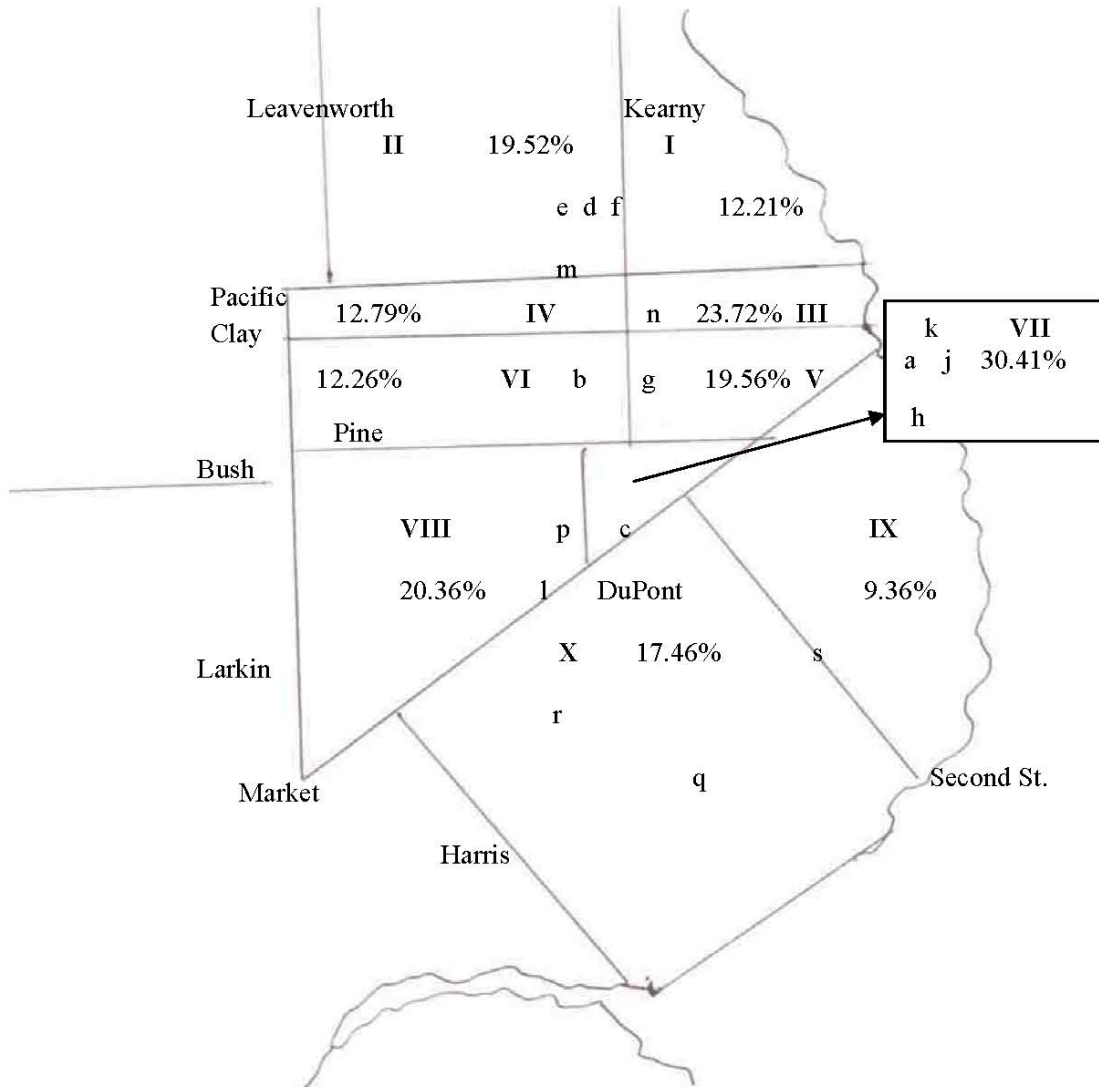 Leavenworth Kearny
II 19.52% I
e d f 12.21%
m
Pacific 12.79% IV n 23.72% III
Clay
k VII
a j 30.41%
h
12.26% VI b g 19.56% V
Pine
Bush
VIII p c IX
20.36% l DuPont 9.36%
X 17.46% s
Larkin
r
Market q Second St.
Harris